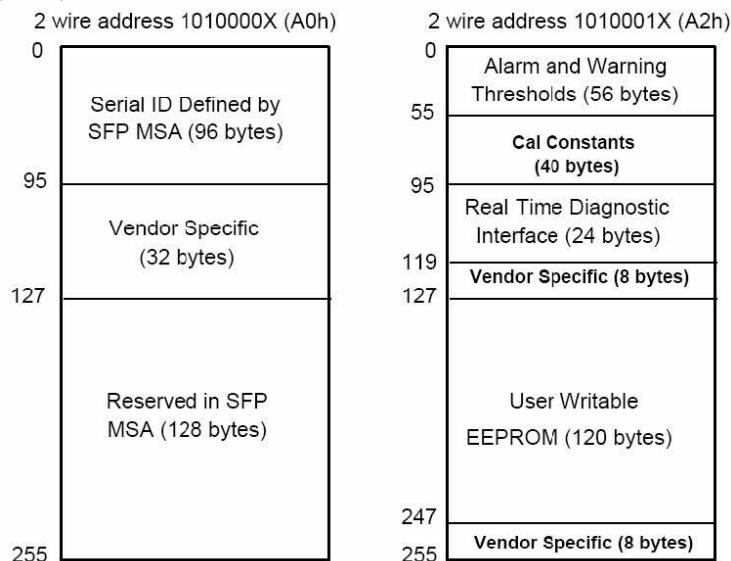 2 wire address 1010000X (A0h)
0
Serial ID Defined by
SFP MSA (96 bytes)
95
Vendor Specific
(32 bytes)
127
Reserved in SFP
MSA (128 bytes)
255
2 wire address 1010001X (A2h)
0
Alarm and Warning
Thresholds (56 bytes)
55
Cal Constants
(40 bytes)
95
Real Time Diagnostic
Interface (24 bytes)
119
Vendor Specific (8 bytes)
127
User Writable
EEPROM (120 bytes)
247
Vendor Specific (8 bytes)
255